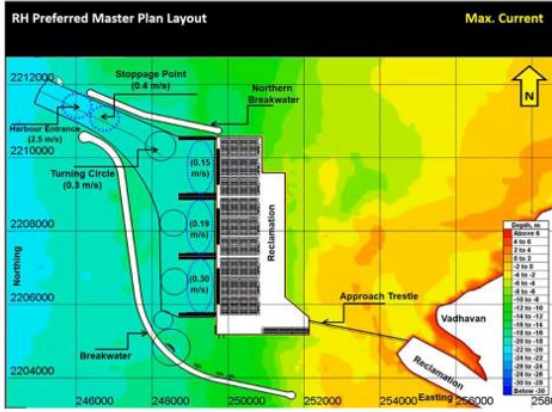 RH Preferred Master Plan Layout
Max. Current
2212000
2210000
2208000
2206000
2204000
Northing
Stoppage Point
(0.4 m/s)
Northern
Breakwater
N
Harbour Entrance
(2.5 m/s)
Turning Circle
(0.3 m/s)
(0.15
m/s)
(0.19
m/s)
(0.30
m/s)
Reclamation
Approach Trestle
Vadhavan
Breakwater
Reclamation
Depth, m
Above 6
4 to 6
2 to 4
0 to 2
-2 to 0
-4 to -2
-6 to -4
-8 to -6
-10 to -8
-12 to -10
-14 to -12
-16 to -14
-18 to -16
-20 to -18
-22 to -20
-24 to -22
-26 to -24
-28 to -26
-30 to -28
Below -30
246000
248000
250000
252000
254000
Easting
256000
258